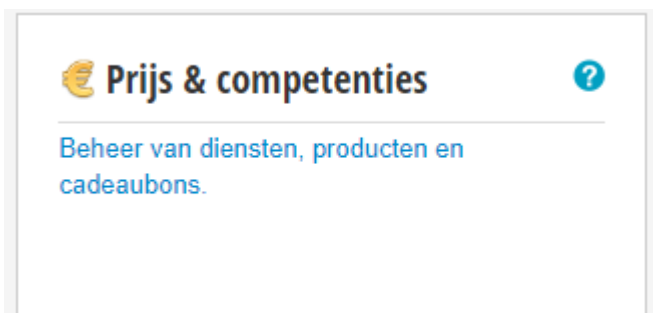 Prijs & competenties
Beheer van diensten, producten en
cadeaubons.